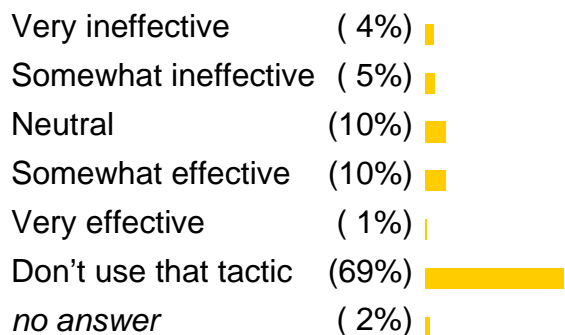 Very ineffective ( 4%)
Somewhat ineffective ( 5%)
Neutral (10%)
Somewhat effective (10%)
Very effective ( 1%)
Don’t use that tactic (69%)
no answer ( 2%)